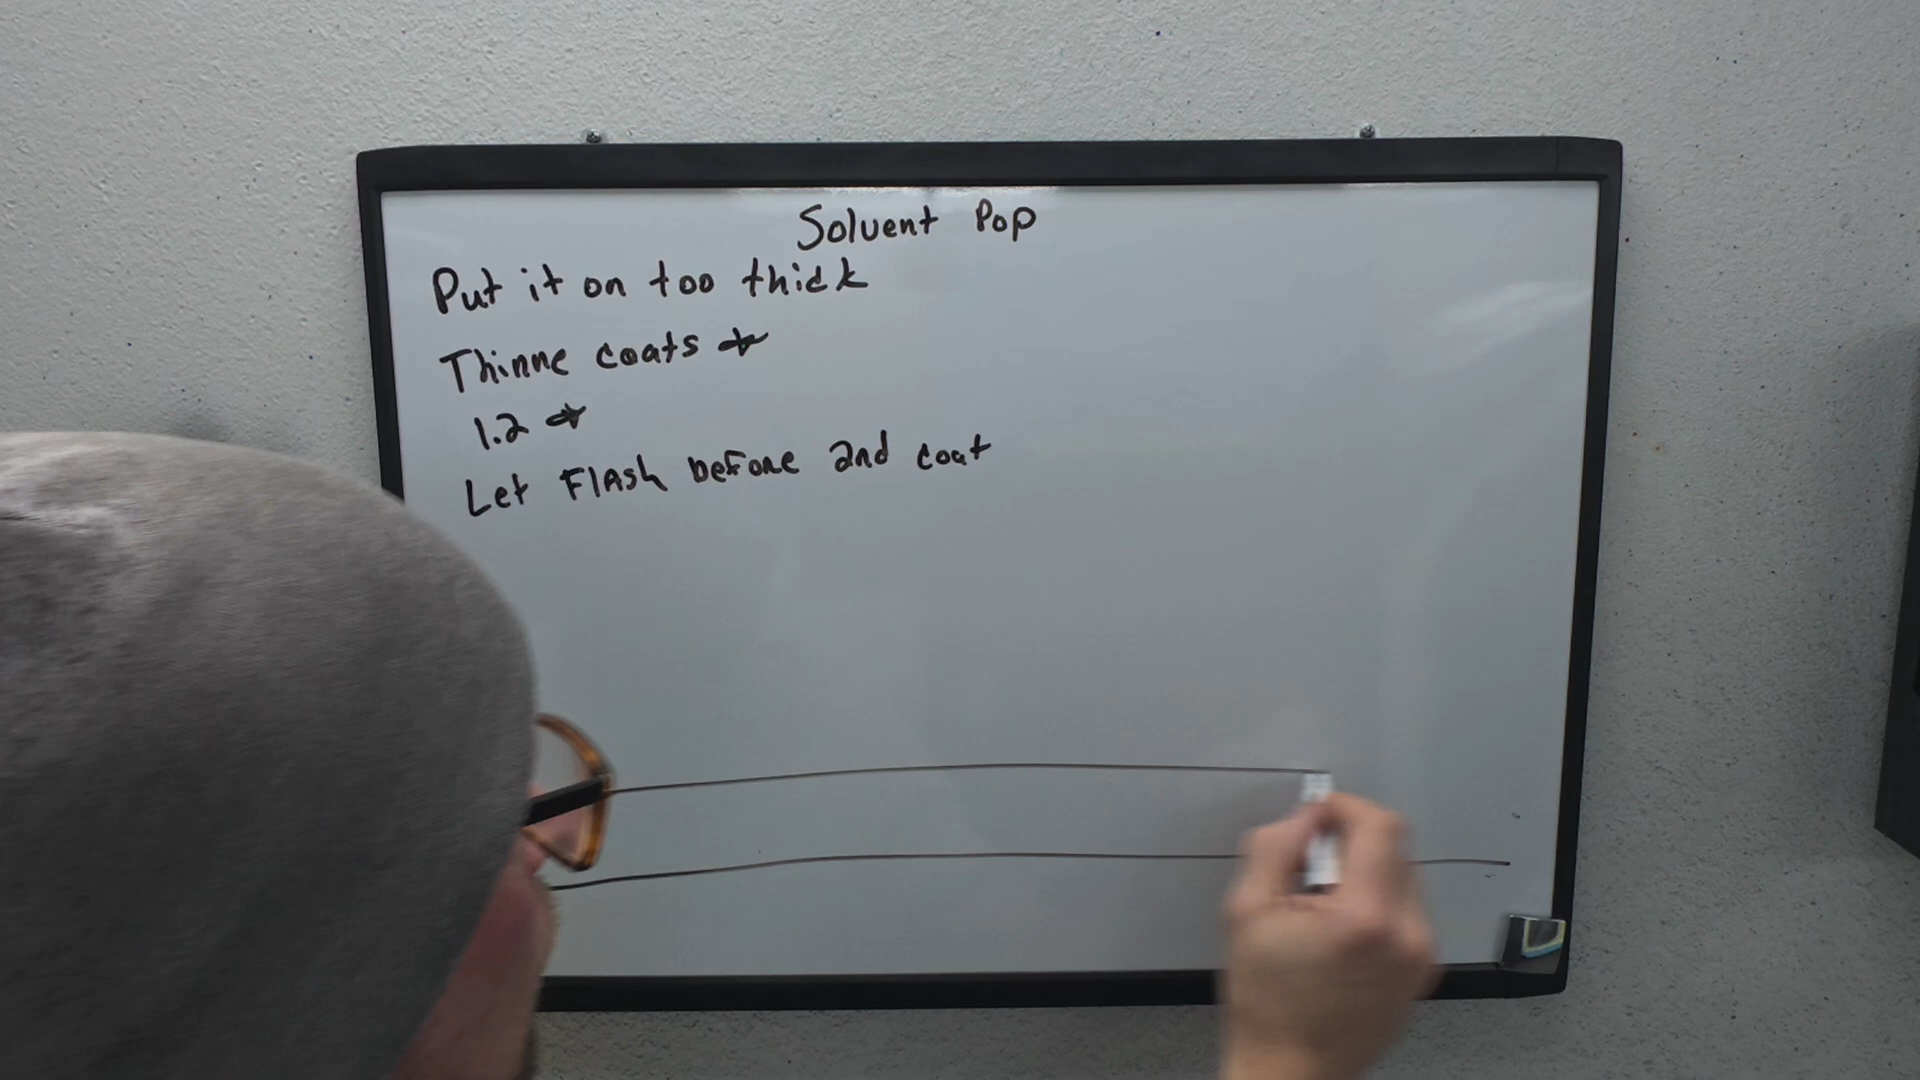 Solvent Pop
Put it on too thick
Thinne coats
1.2
Let Flash before 2nd coat